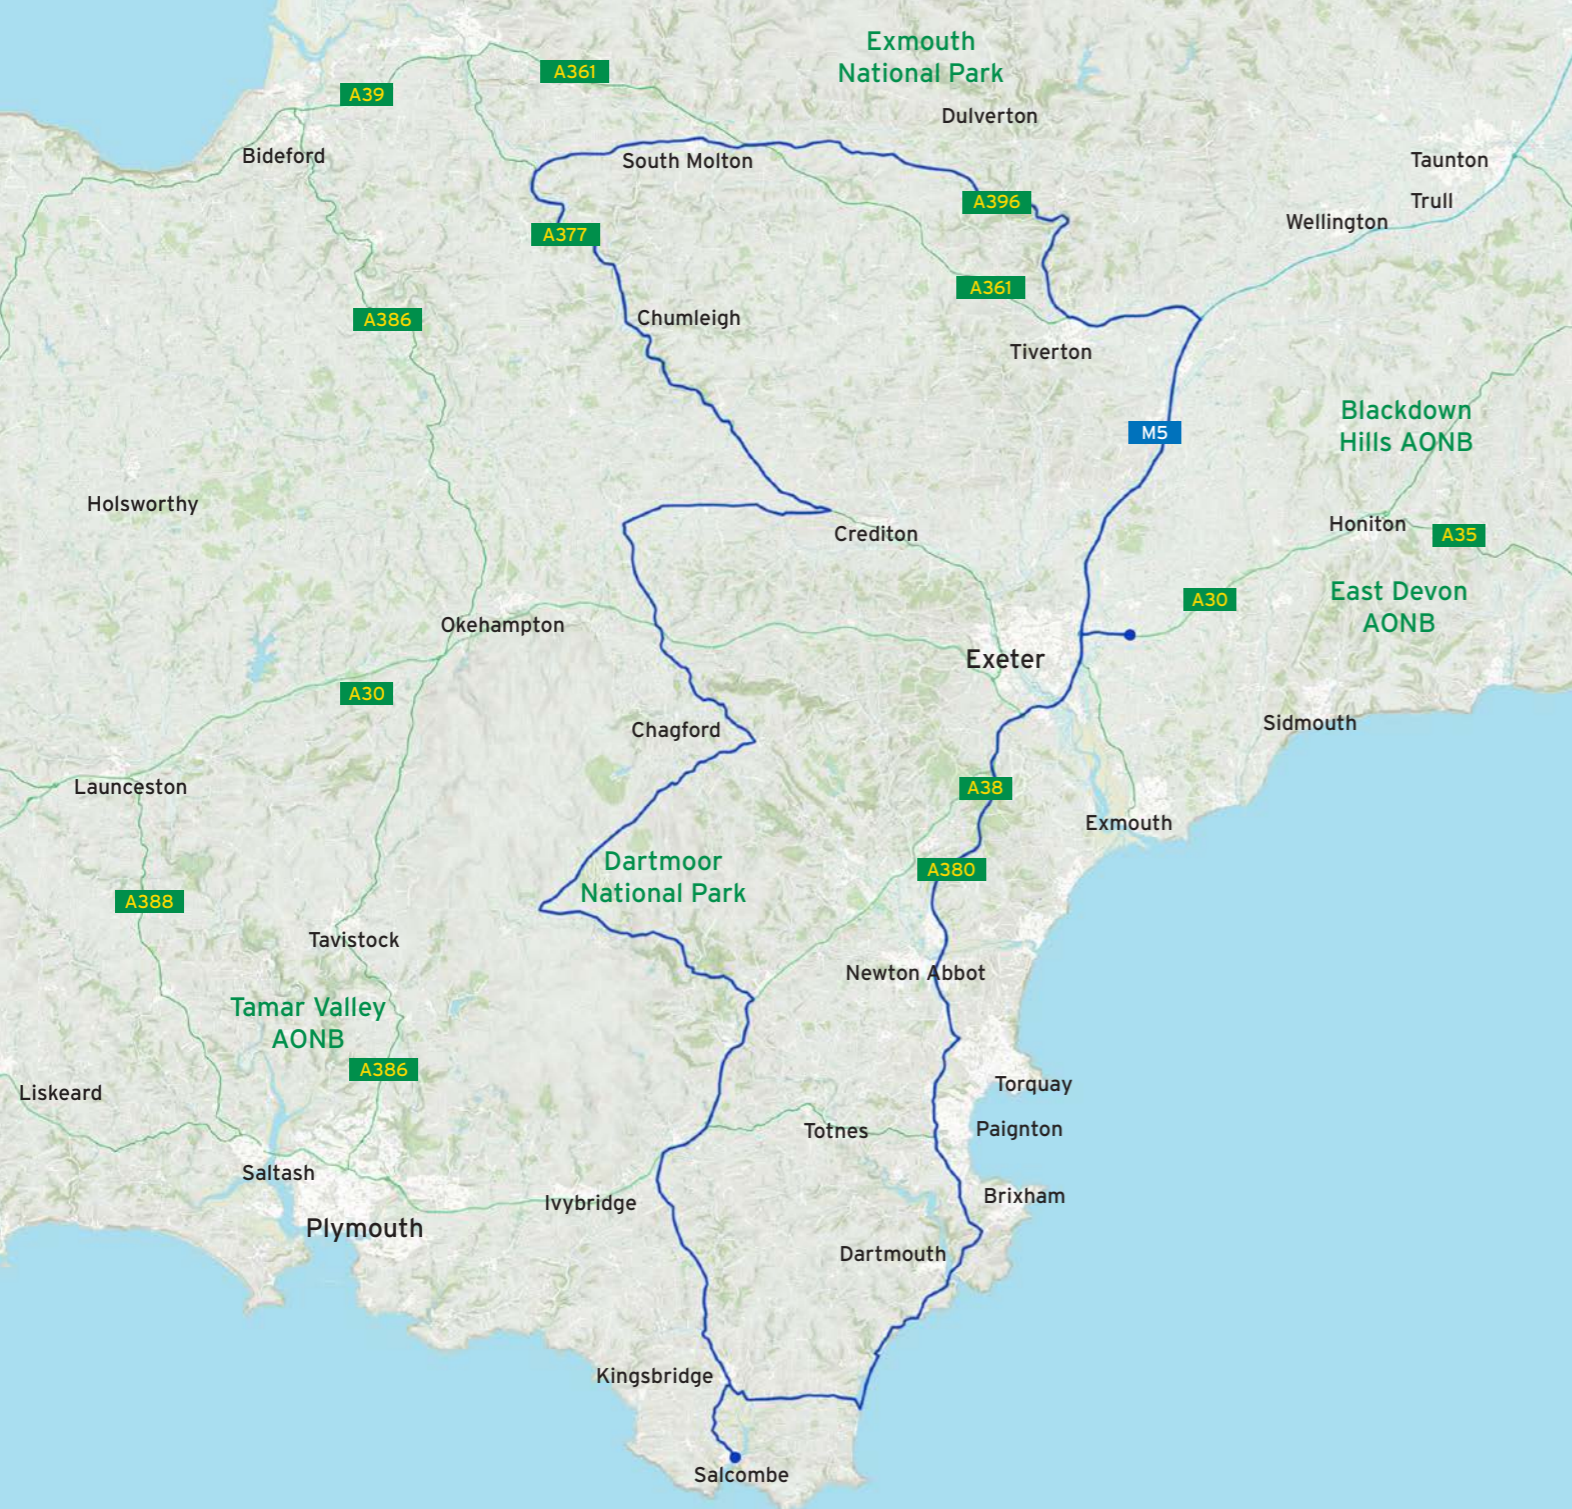 Exmouth
National Park
A361
A39
Dulverton
Bideford
South Molton
Taunton
Trull
A396
Wellington
A377
A361
A386
Chumleigh
Tiverton
Blackdown
Hills AONB
M5
Holsworthy
Crediton
Honiton
A35
East Devon
AONB
A30
Okehampton
Exeter
A30
Chagford
Sidmouth
Launceston
A38
Exmouth
Dartmoor
National Park
A380
A388
Tavistock
Newton Abbot
Tamar Valley
AONB
A386
Liskeard
Torquay
Totnes
Paignton
Saltash
Ivybridge
Brixham
Plymouth
Dartmouth
Kingsbridge
Salcombe